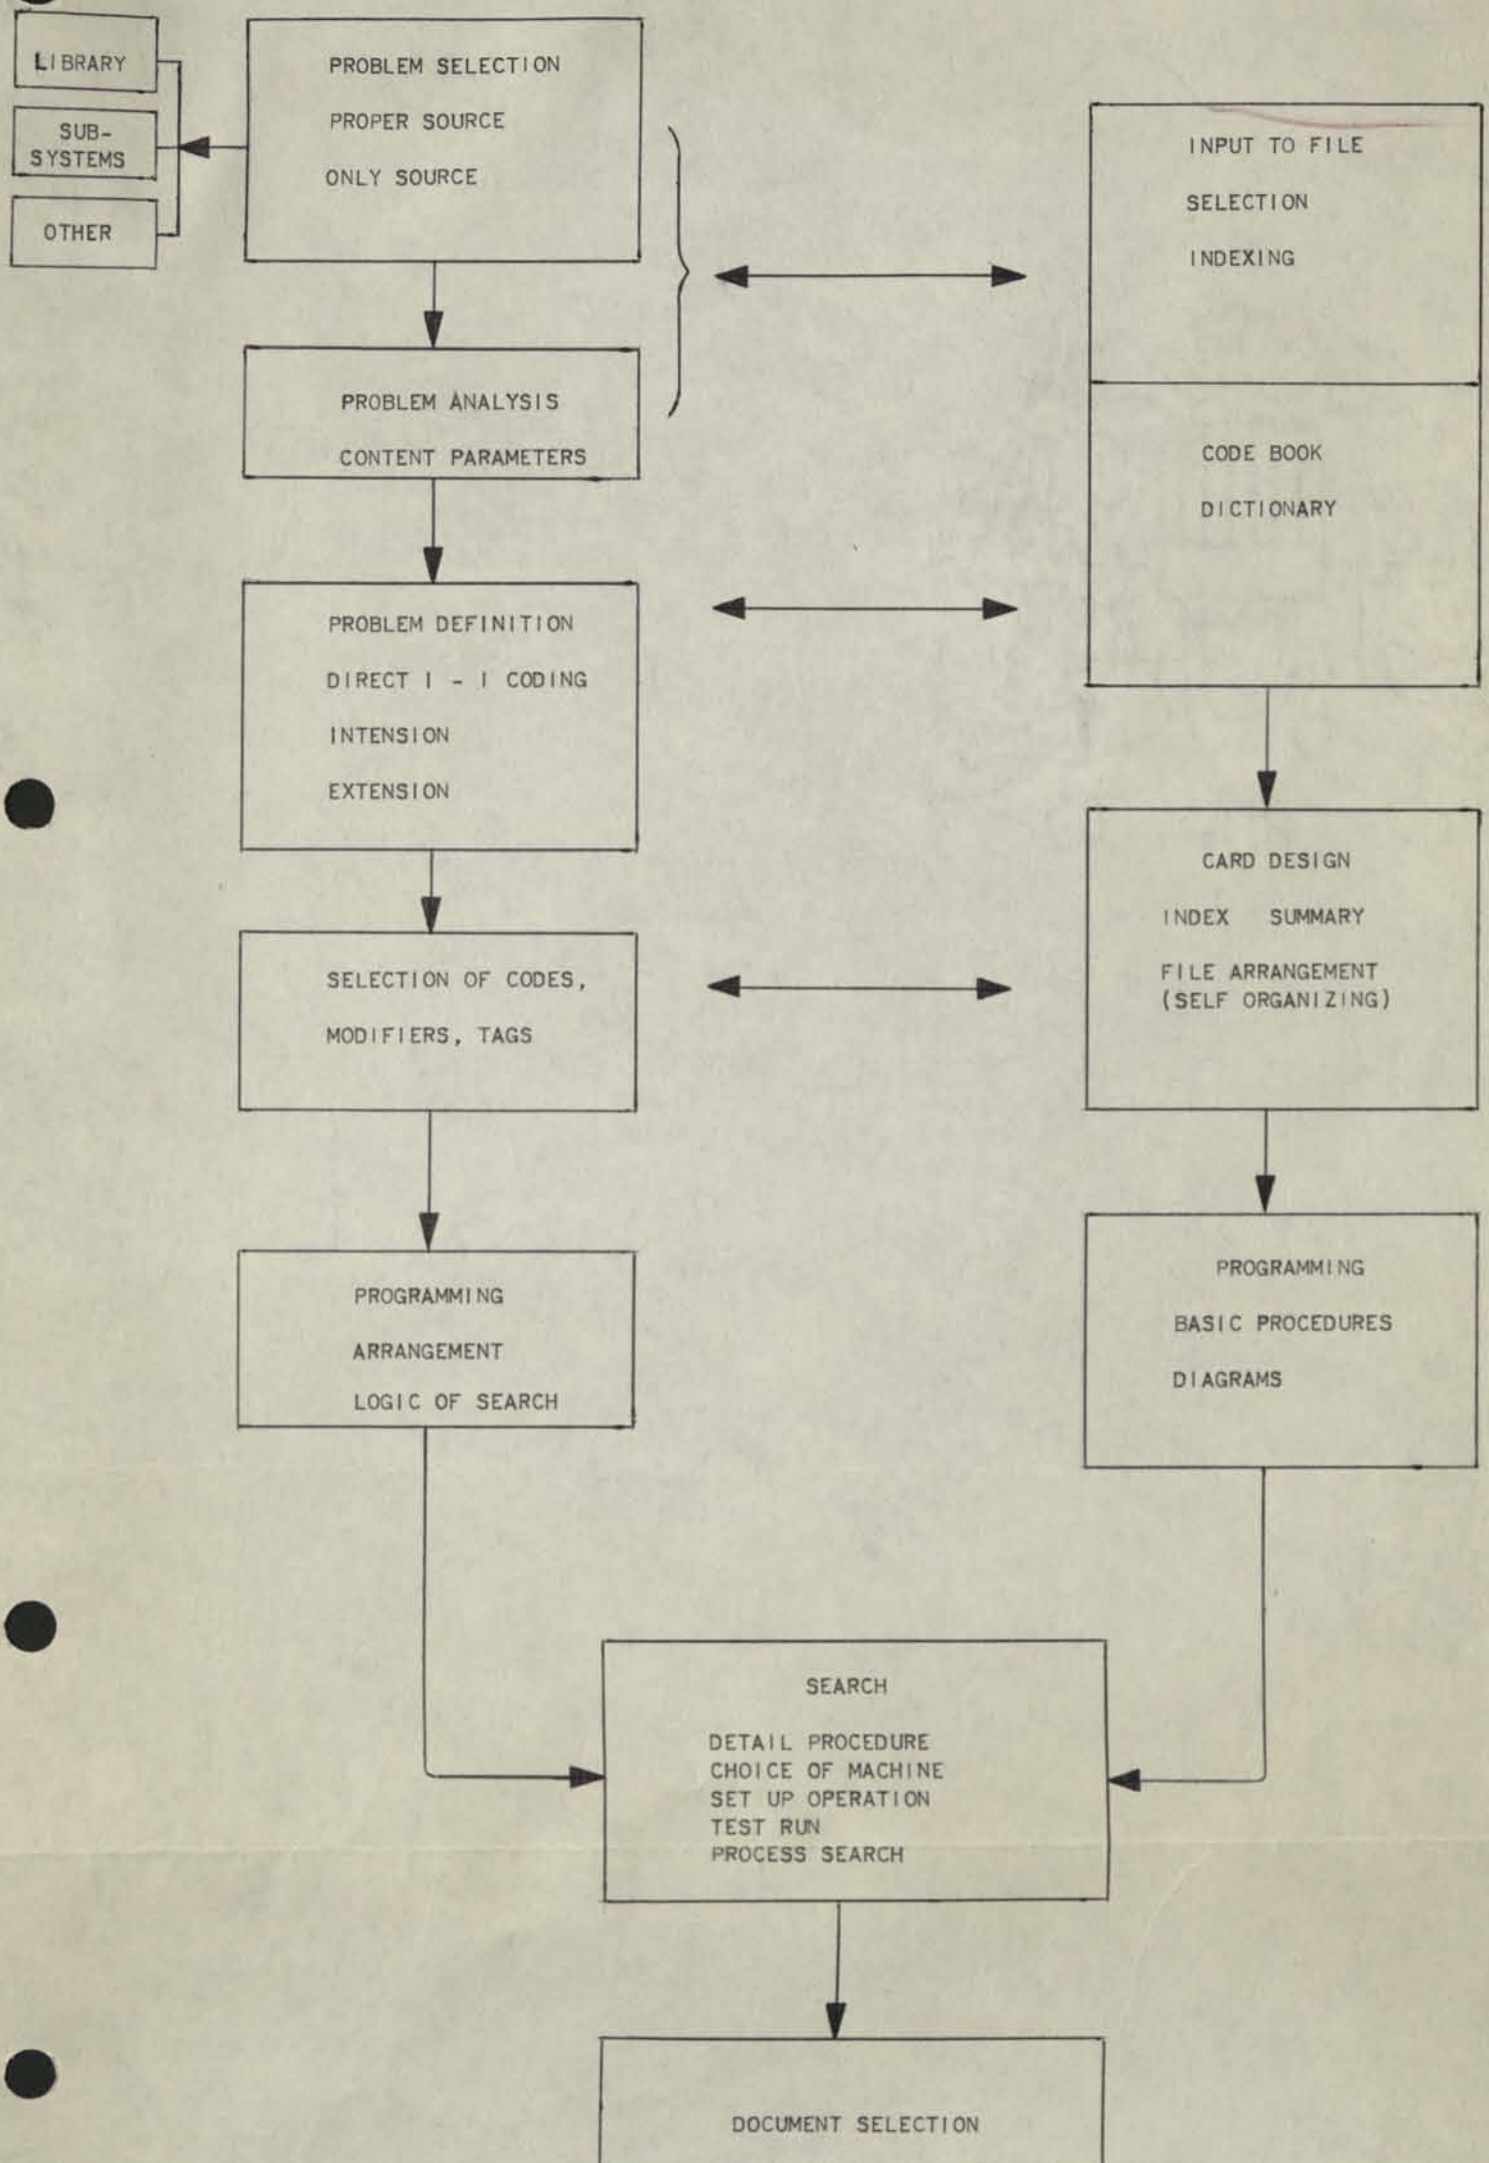 LIBRARY
SUB-
SYSTEMS
OTHER
PROBLEM SELECTION
PROPER SOURCE
ONLY SOURCE
PROBLEM ANALYSIS
CONTENT PARAMETERS
PROBLEM DEFINITION
DIRECT I - I CODING
INTENSION
EXTENSION
SELECTION OF CODES,
MODIFIERS, TAGS
PROGRAMMING
ARRANGEMENT
LOGIC OF SEARCH
INPUT TO FILE
SELECTION
INDEXING
CODE BOOK
DICTIONARY
CARD DESIGN
INDEX SUMMARY
FILE ARRANGEMENT
(SELF ORGANIZING)
PROGRAMMING
BASIC PROCEDURES
DIAGRAMS
SEARCH
DETAIL PROCEDURE
CHOICE OF MACHINE
SET UP OPERATION
TEST RUN
PROCESS SEARCH
DOCUMENT SELECTION